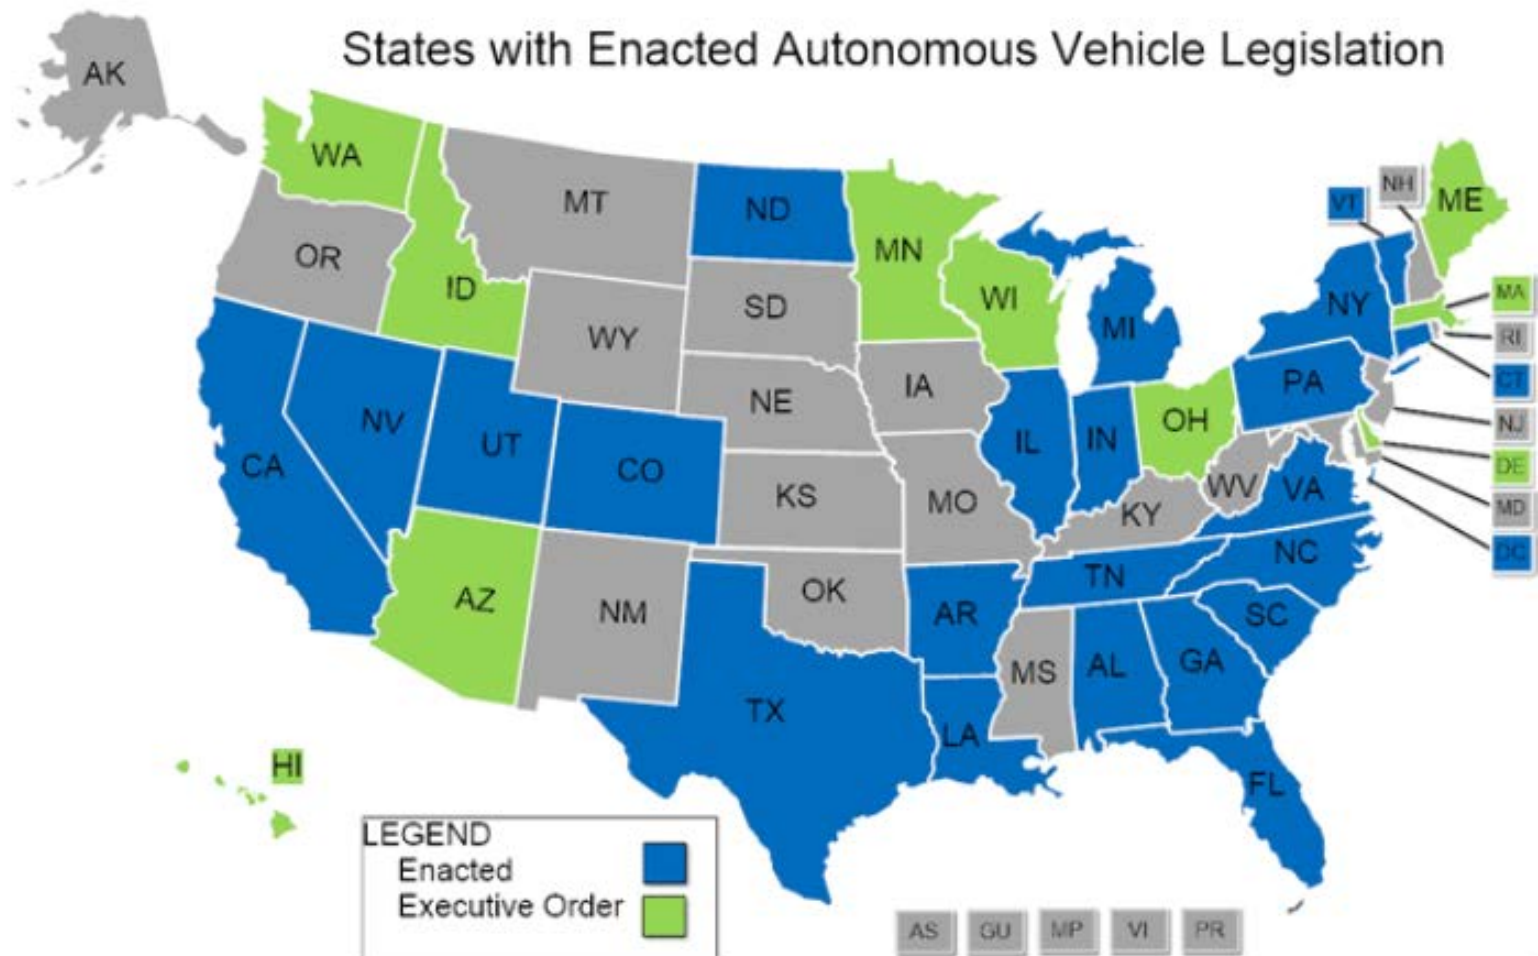 States with Enacted Autonomous Vehicle Legislation
AK
WA
MT
ND
MN
VT
NH
ME
OR
ID
SD
WI
MI
NY
MA
WY
RI
IA
PA
CT
NE
NV
UT
OH
NJ
CA
CO
IL
IN
DE
KS
MO
WV
VA
KY
MD
NC
DC
TN
AZ
NM
OK
AR
SC
MS
AL
GA
TX
LA
HI
FL
LEGEND
Enacted
Executive Order
AS
GU
MP
VI
PR